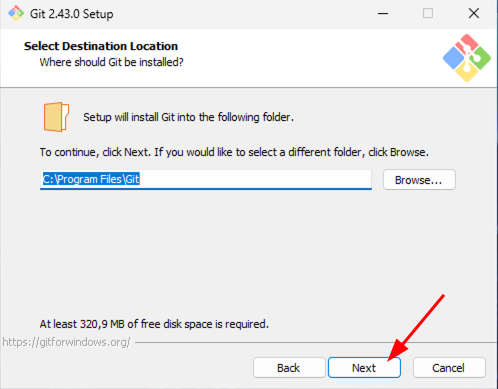 Git 2.43.0 Setup
Select Destination Location
Where should Git be installed?
Setup will install Git into the following folder.
To continue, click Next. If you would like to select a different folder, click Browse.
C:\Program Files\Git
Browse...
At least 320,9 MB of free disk space is required.
https://gitforwindows.org/
Back
Next
Cancel